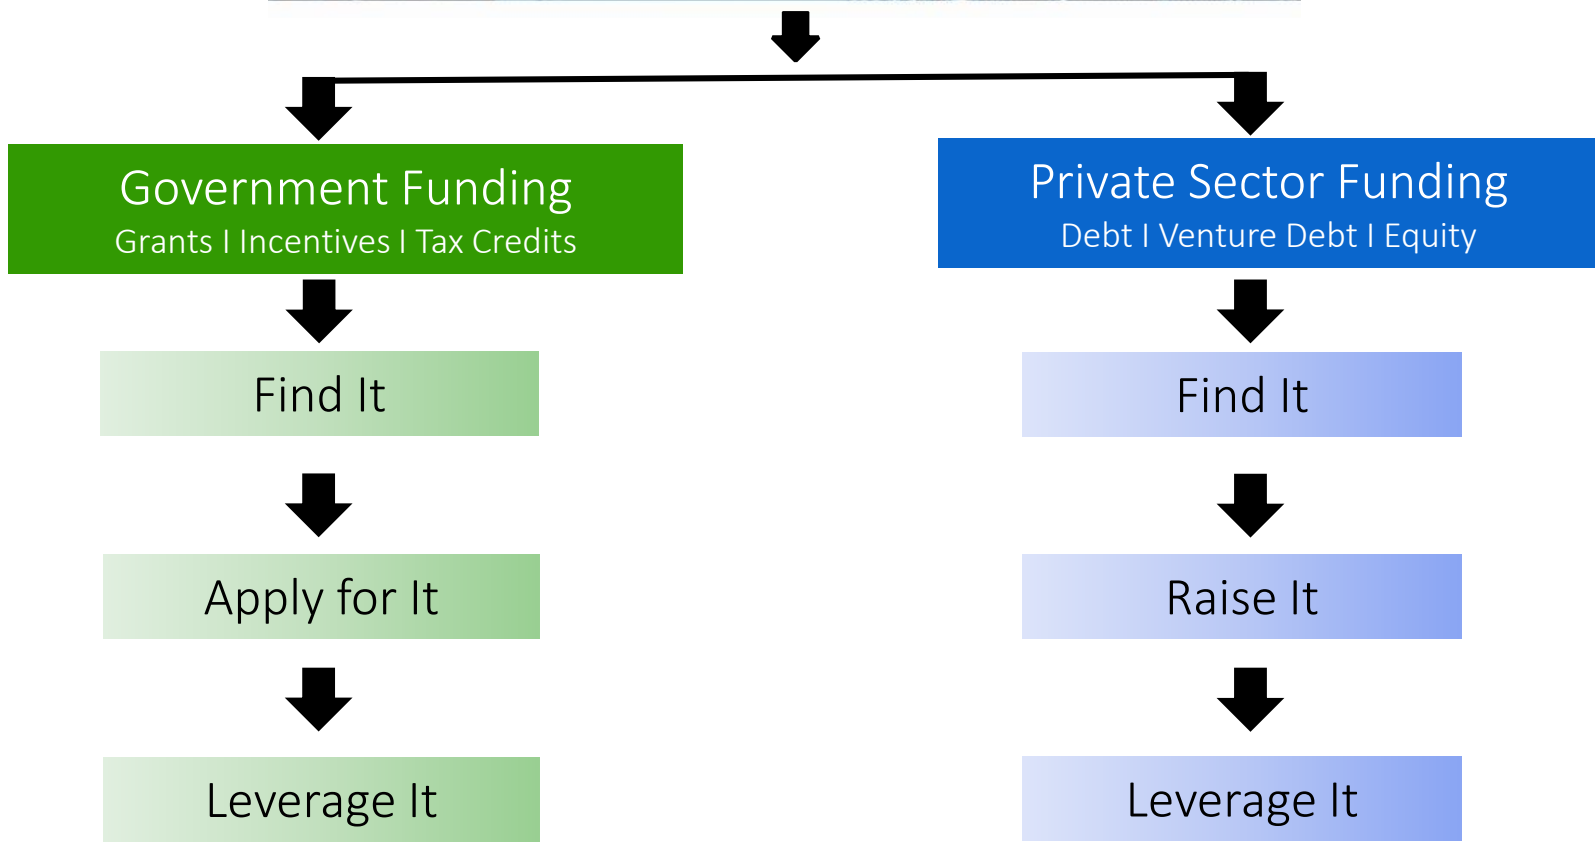 Government Funding
Grants I Incentives I Tax Credits
Find It
Apply for It
Leverage It
Private Sector Funding
Debt I Venture Debt I Equity
Find It
Raise It
Leverage It